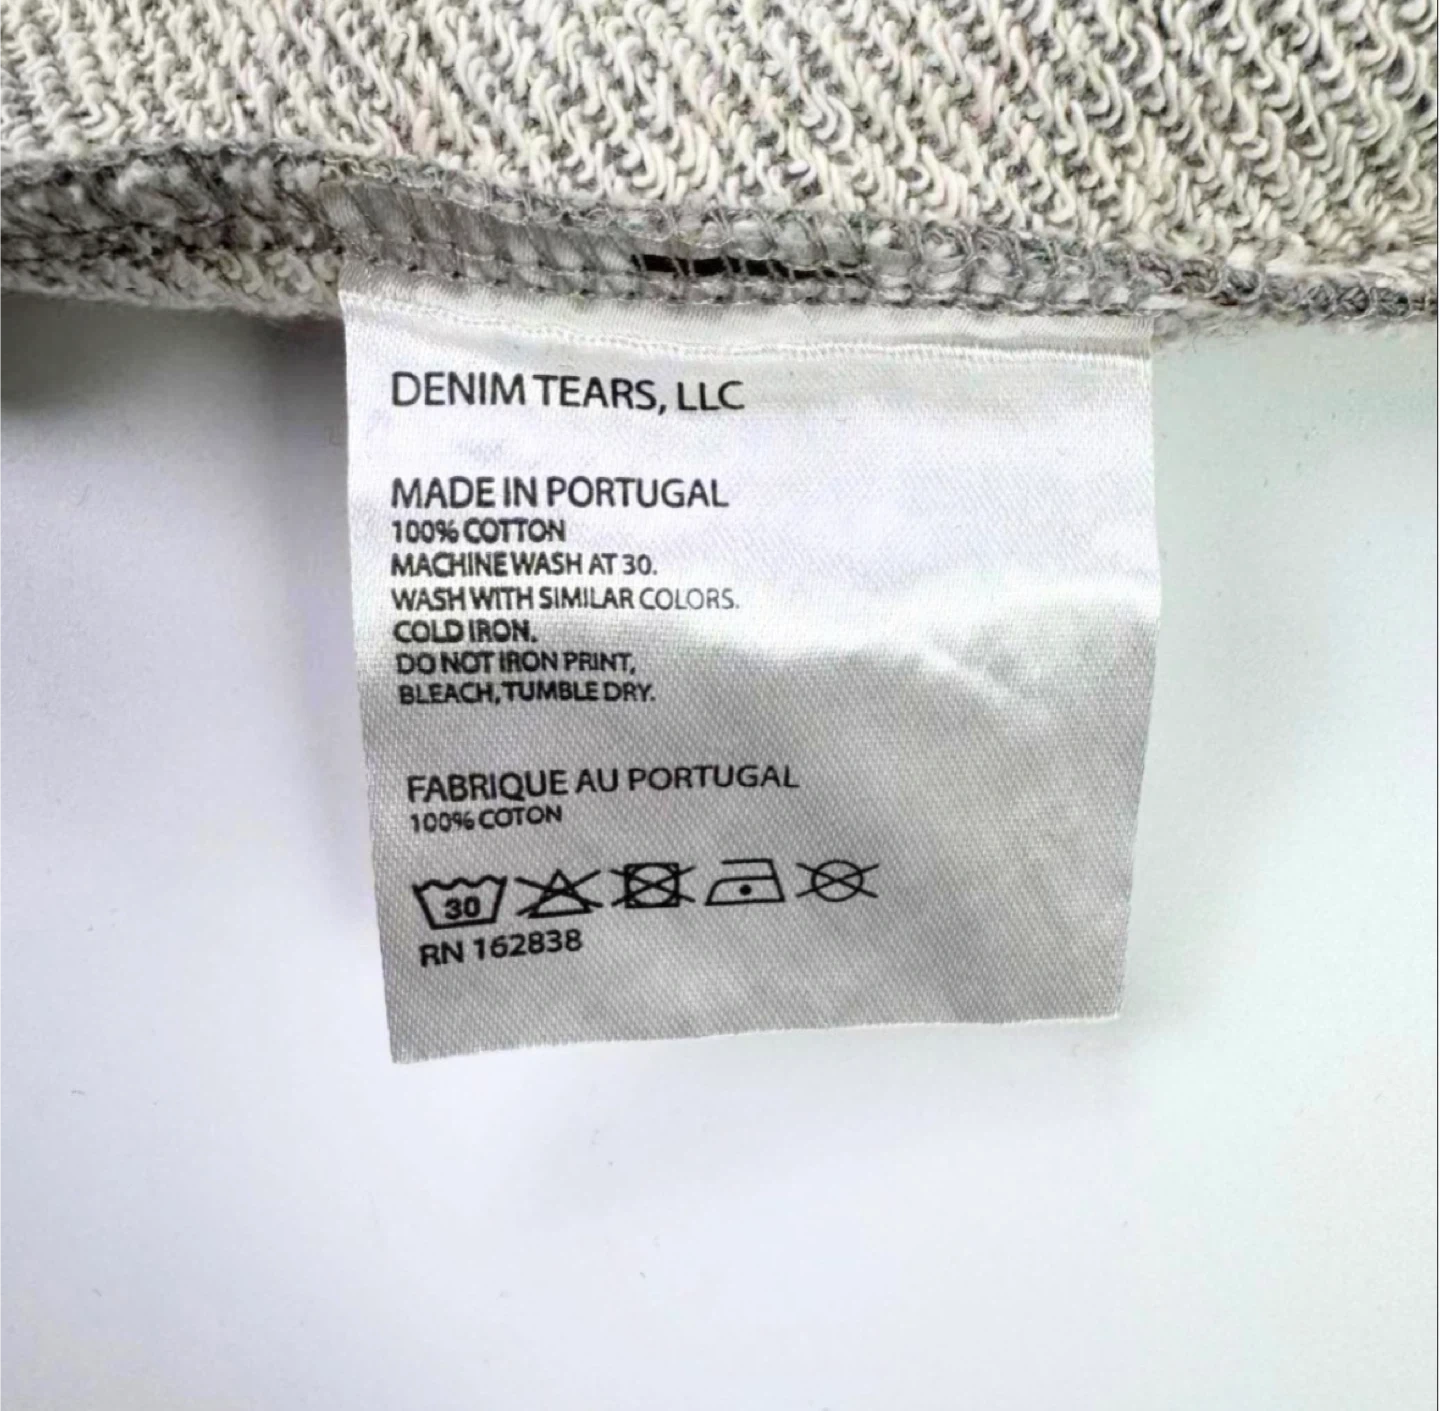 DENIM TEARS, LLC
MADE IN PORTUGAL
100% COTTON
MACHINE WASH AT 30.
WASH WITH SIMILAR COLORS.
COLD IRON.
DO NOT IRON PRINT,
BLEACH, TUMBLE DRY.
FABRIQUE AU PORTUGAL
100% COTON
30
RN 162838